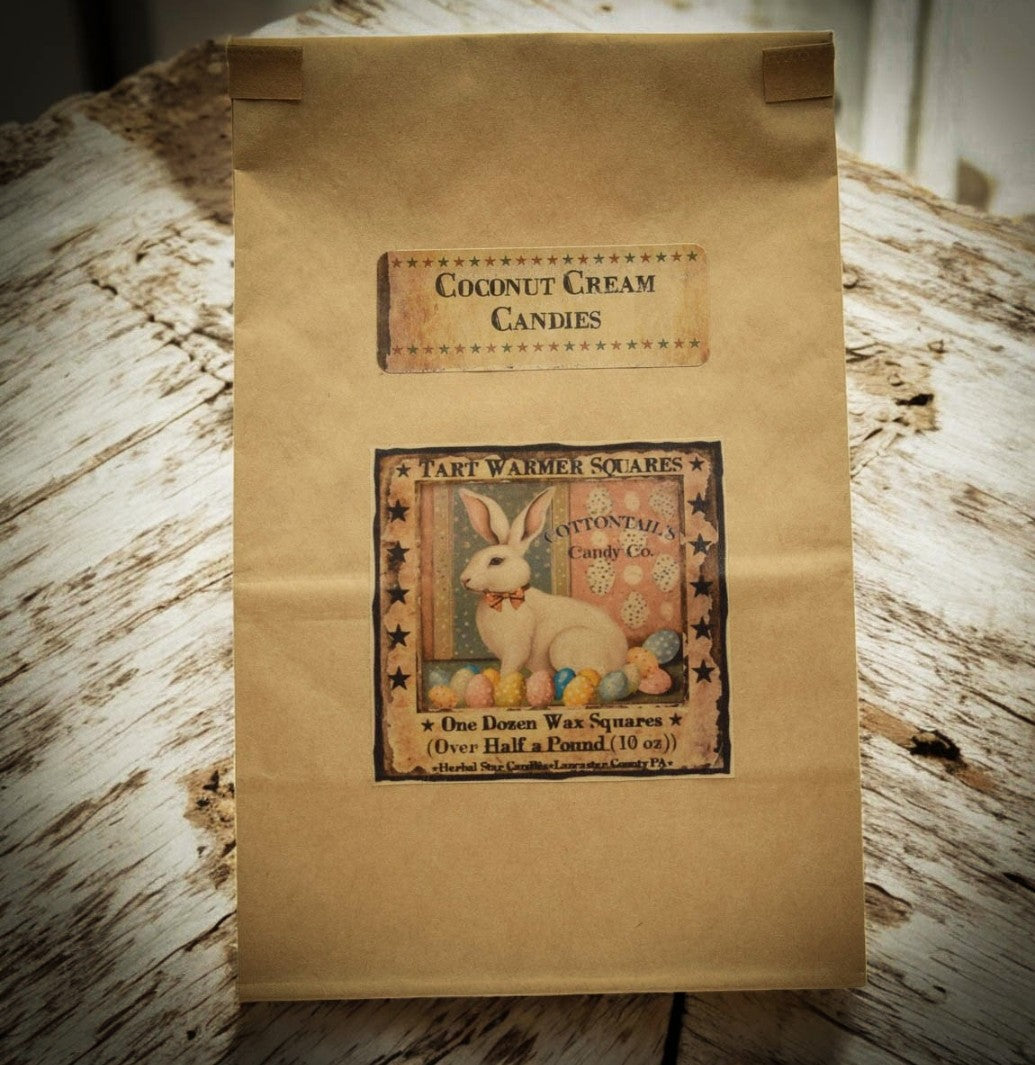 COCONUT CREAM
CANDIES
★ TART WARMER SQUARES ★
COTTONTAIL'S
Candy Co.
★ One Dozen Wax Squares ★
(Over Half a Pound (10 oz))
★Herbal Star Candles★Lancaster County PA★